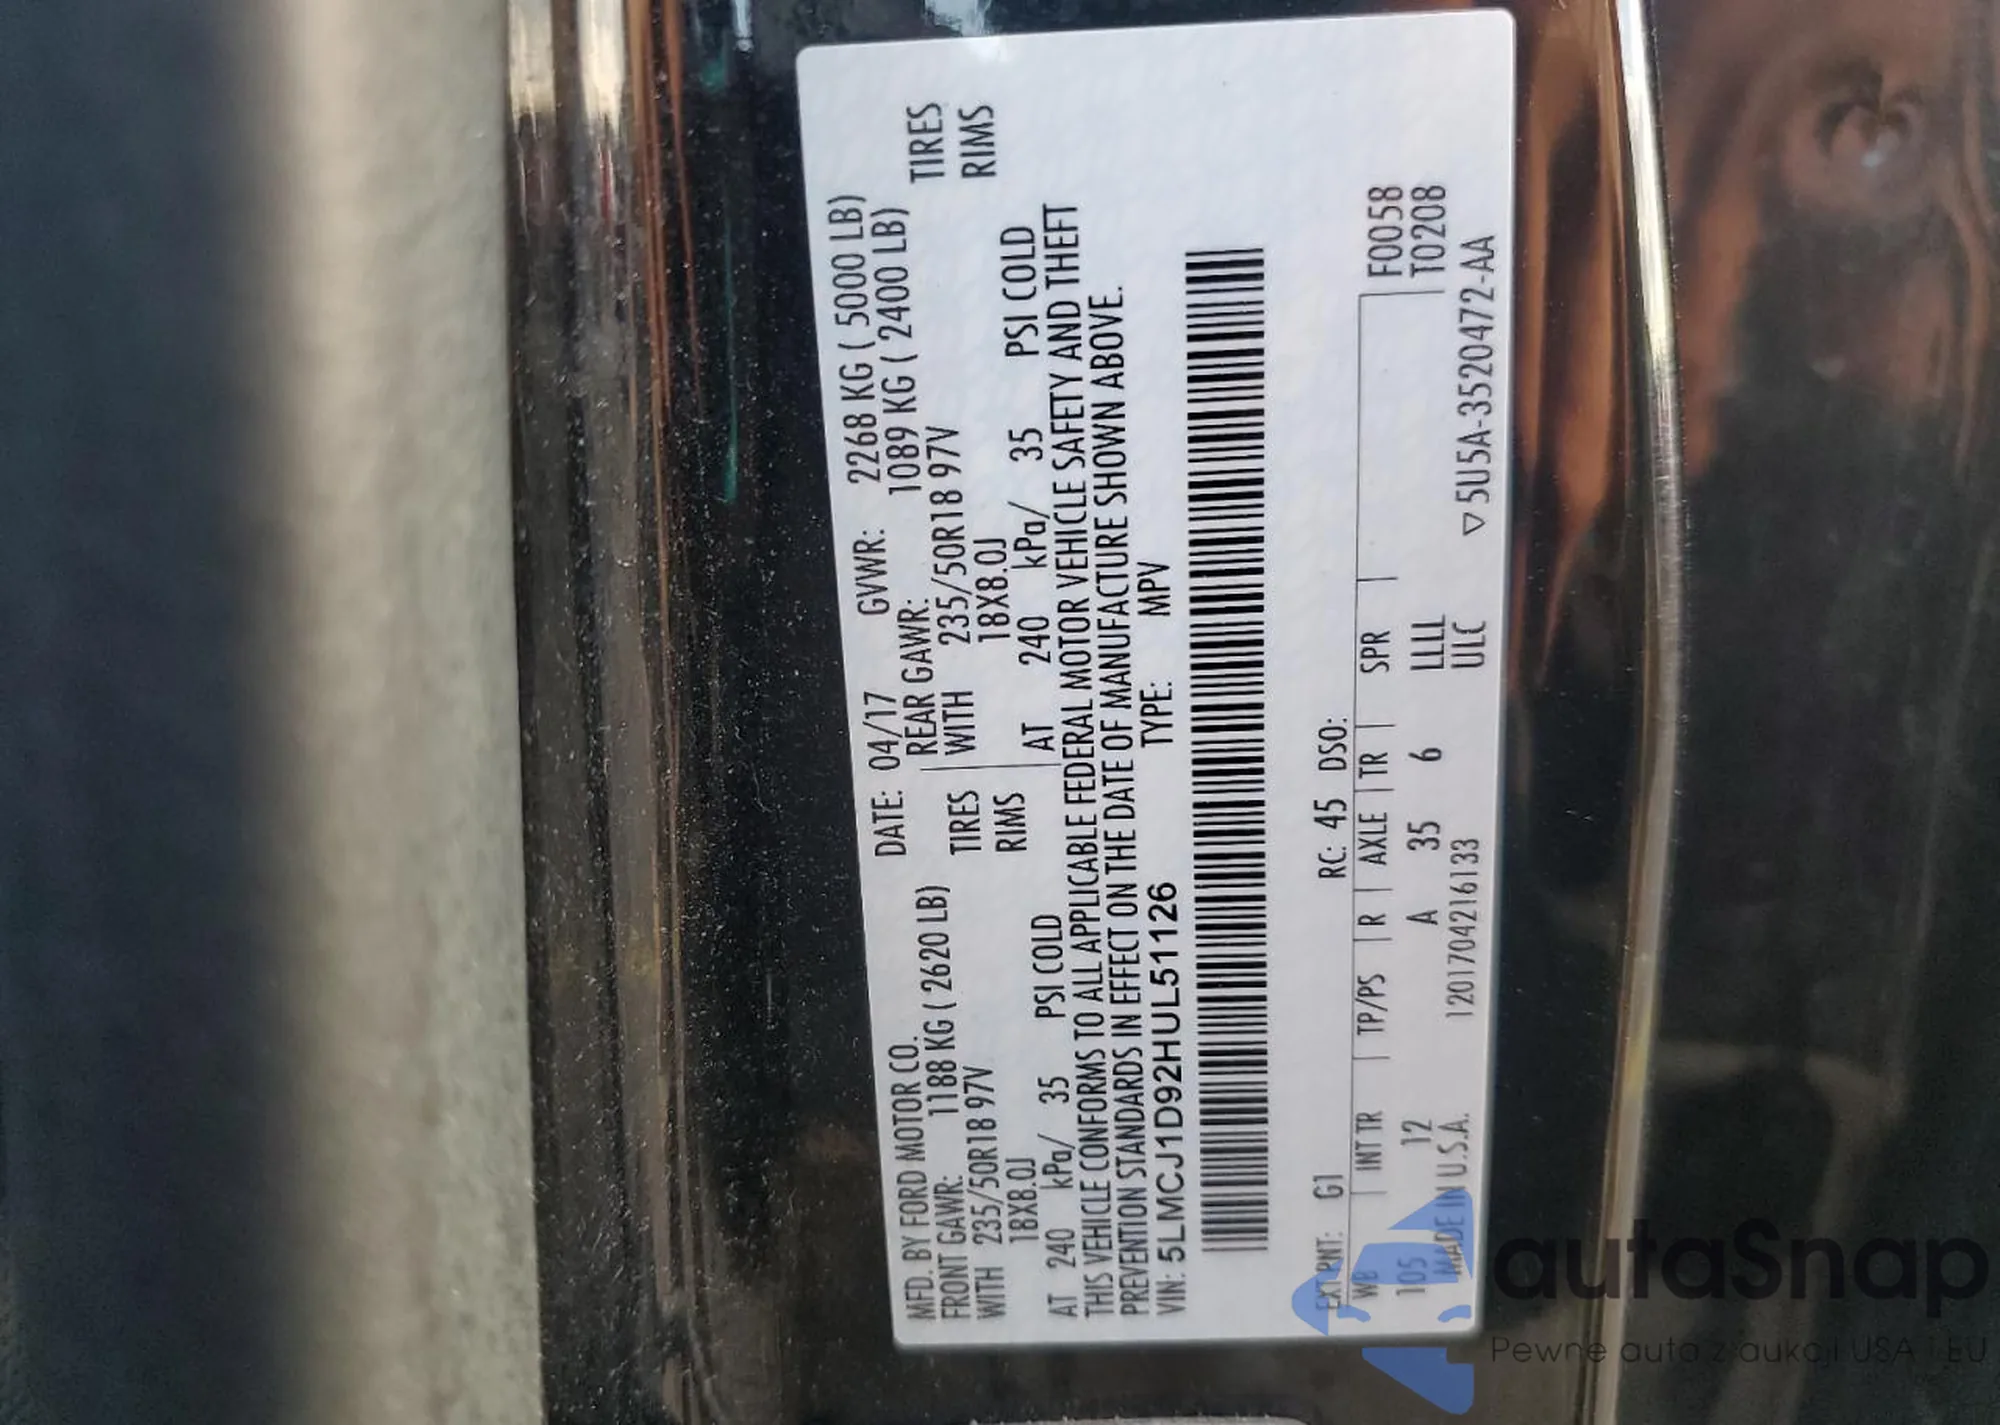 MFD. BY FORD MOTOR CO. DATE: 04/17 GVWR: 2268 KG ( 5000 LB)
FRONT GAWR: 1188 KG ( 2620 LB) REAR GAWR: 1089 KG ( 2400 LB)
WITH 235/50R18 97V TIRES WITH 235/50R18 97V TIRES
18X8.0J RIMS 18X8.0J RIMS
AT 240 kPa/ 35 PSI COLD AT 240 kPa/ 35 PSI COLD
THIS VEHICLE CONFORMS TO ALL APPLICABLE FEDERAL MOTOR VEHICLE SAFETY AND THEFT
PREVENTION STANDARDS IN EFFECT ON THE DATE OF MANUFACTURE SHOWN ABOVE.
VIN: 5LMCJ1D92HUL51126 TYPE: MPV
EXT PNT: G1 RC: 45 DSO:
WB INT TR TP/PS R AXLE TR SPR F0058
105 12 A 35 6 LLLL T0208
MADE IN U.S.A. 1201704216133 ULC
▽5U5A-3520472-AA
autaSnap
Pewne auta z aukcji USA i EU